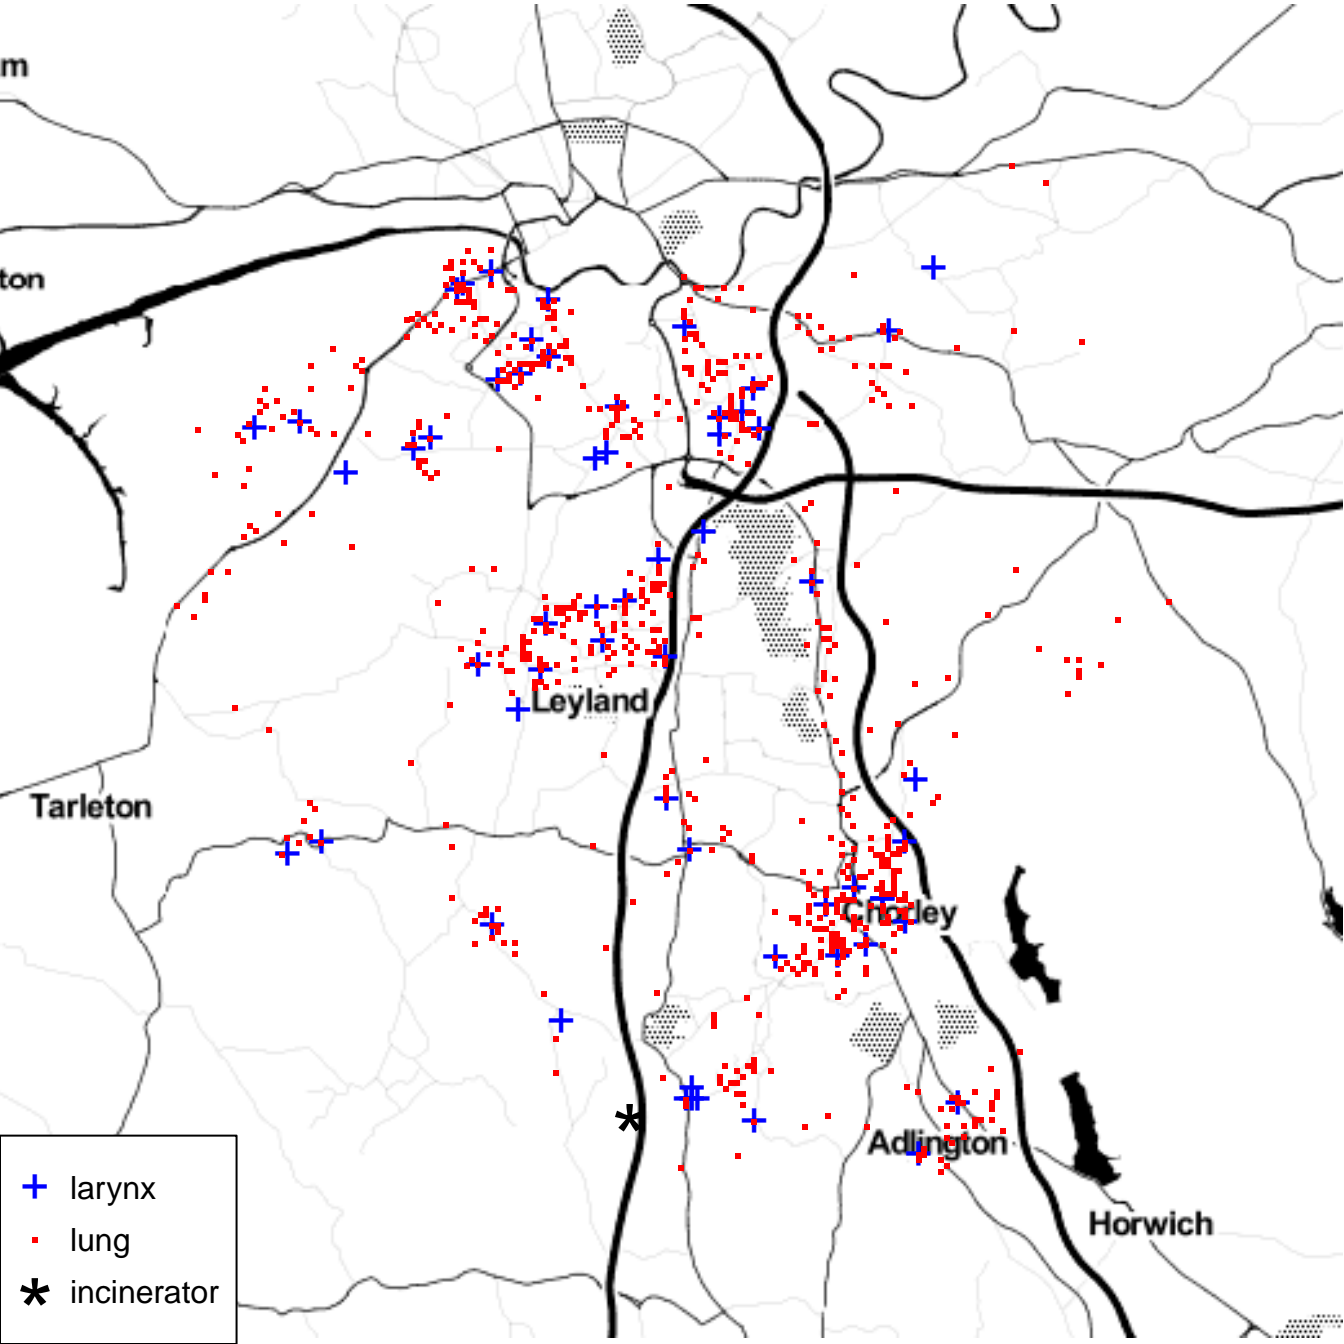 m
ton
Leyland
Tarleton
Chorley
Adlington
Horwich
larynx
lung
incinerator